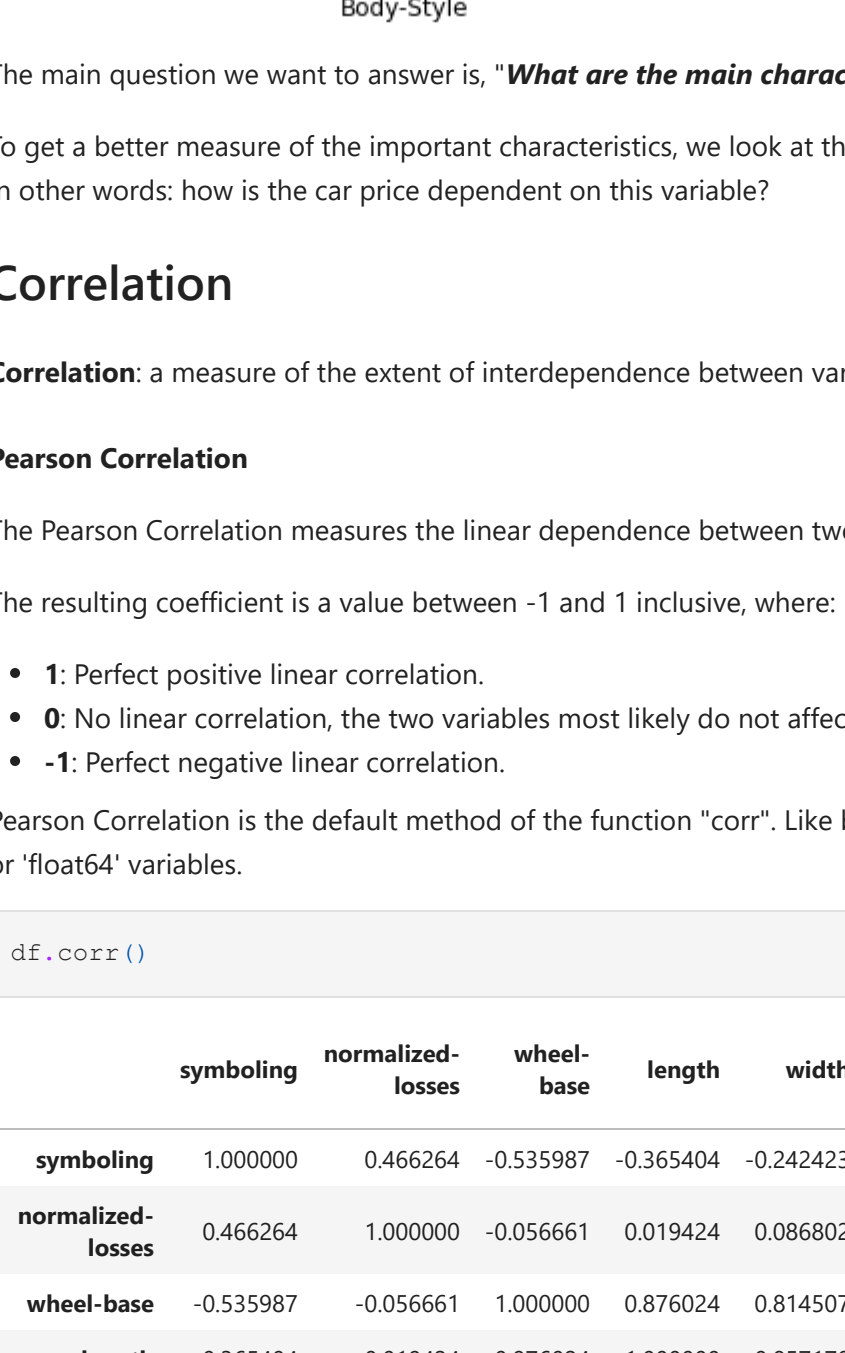 Body-Style
The main question we want to answer is, "What are the main charac
To get a better measure of the important characteristics, we look at th
In other words: how is the car price dependent on this variable?
Correlation
Correlation: a measure of the extent of interdependence between var
Pearson Correlation
The Pearson Correlation measures the linear dependence between two
The resulting coefficient is a value between -1 and 1 inclusive, where:
• 1: Perfect positive linear correlation.
• 0: No linear correlation, the two variables most likely do not affec
• -1: Perfect negative linear correlation.
Pearson Correlation is the default method of the function "corr". Like
or 'float64' variables.
df.corr()
symboling normalized-losses wheel-base length width
symboling 1.000000 0.466264 -0.535987 -0.365404 -0.242423
normalized-losses 0.466264 1.000000 -0.056661 0.019424 0.086802
wheel-base -0.535987 -0.056661 1.000000 0.876024 0.814507